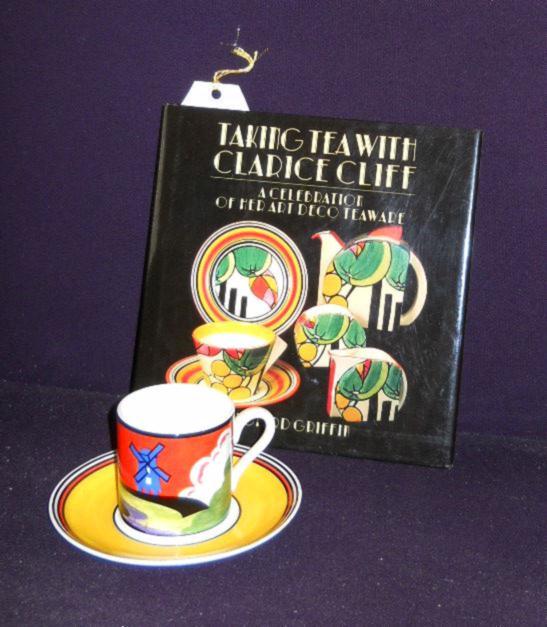 TAKING TEA WITH
CLARICE CLIFF
A CELEBRATION
OF HER ART DECO TEAWARE
GRIFFIN